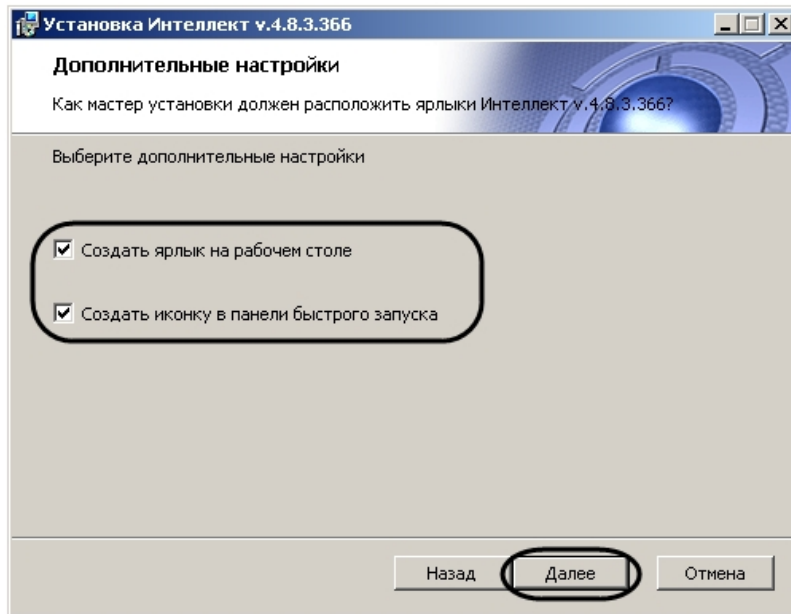 Установка Интеллект v.4.8.3.366
Дополнительные настройки
Как мастер установки должен расположить ярлыки Интеллект v.4.8.3.366?
Выберите дополнительные настройки
Создать ярлык на рабочем столе
Создать иконку в панели быстрого запуска
Назад Далее Отмена